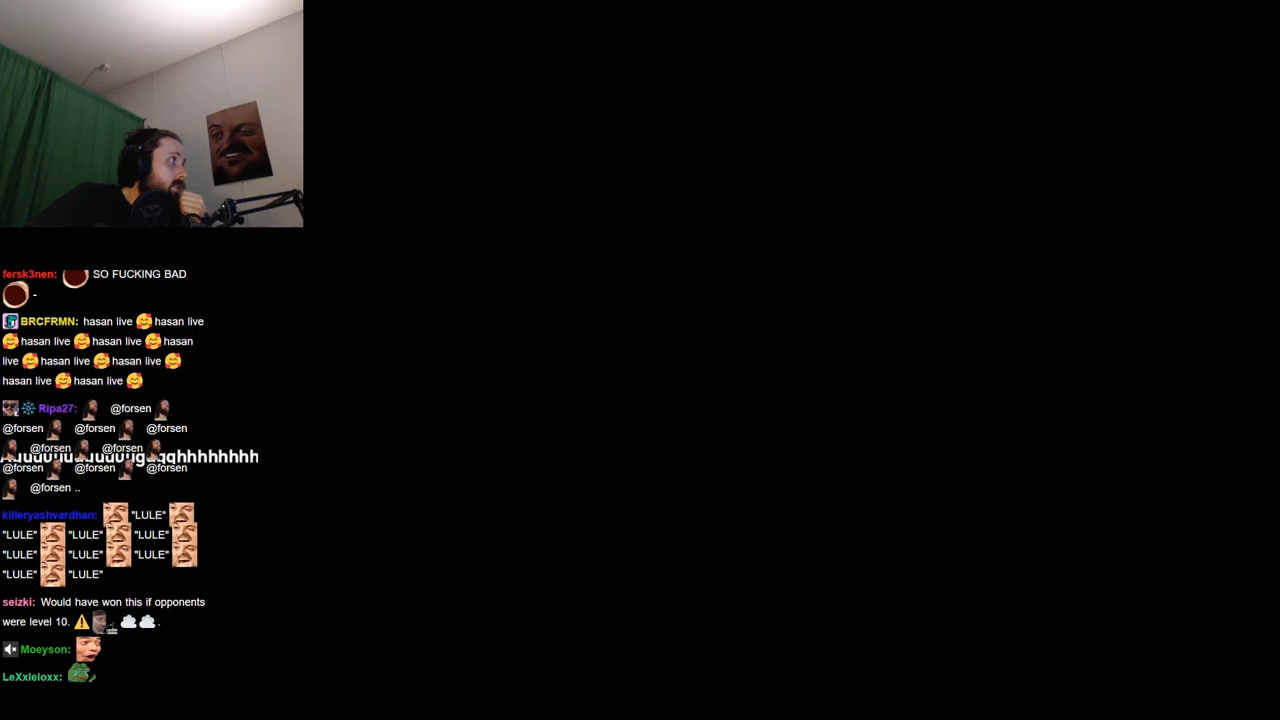 fersk3nen: SO FUCKING BAD
-
BRCFRMN: hasan live hasan live
hasan live hasan live hasan
live hasan live hasan live
hasan live hasan live
Ripa27: @forsen
@forsen @forsen @forsen
@forsen @forsen
@forsen @forsen @forsen
@forsen ..
killeryashvardhan: "LULE"
"LULE" "LULE" "LULE"
"LULE" "LULE" "LULE"
"LULE" "LULE"
seizki: Would have won this if opponents
were level 10.
.
Moeyson:
LeXxleloxx: